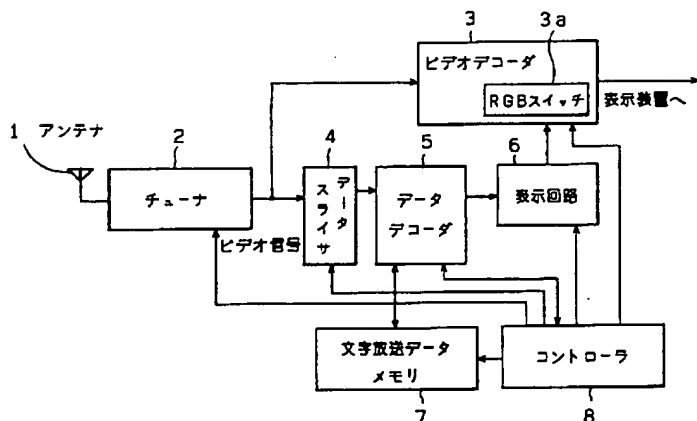 3
3a
ビデオデコーダ
RGBスイッチ
表示装置へ
1
アンテナ
2
チューナ
ビデオ信号
4
データスライサ
5
データ
デコーダ
6
表示回路
文字放送データ
メモリ
7
コントローラ
8